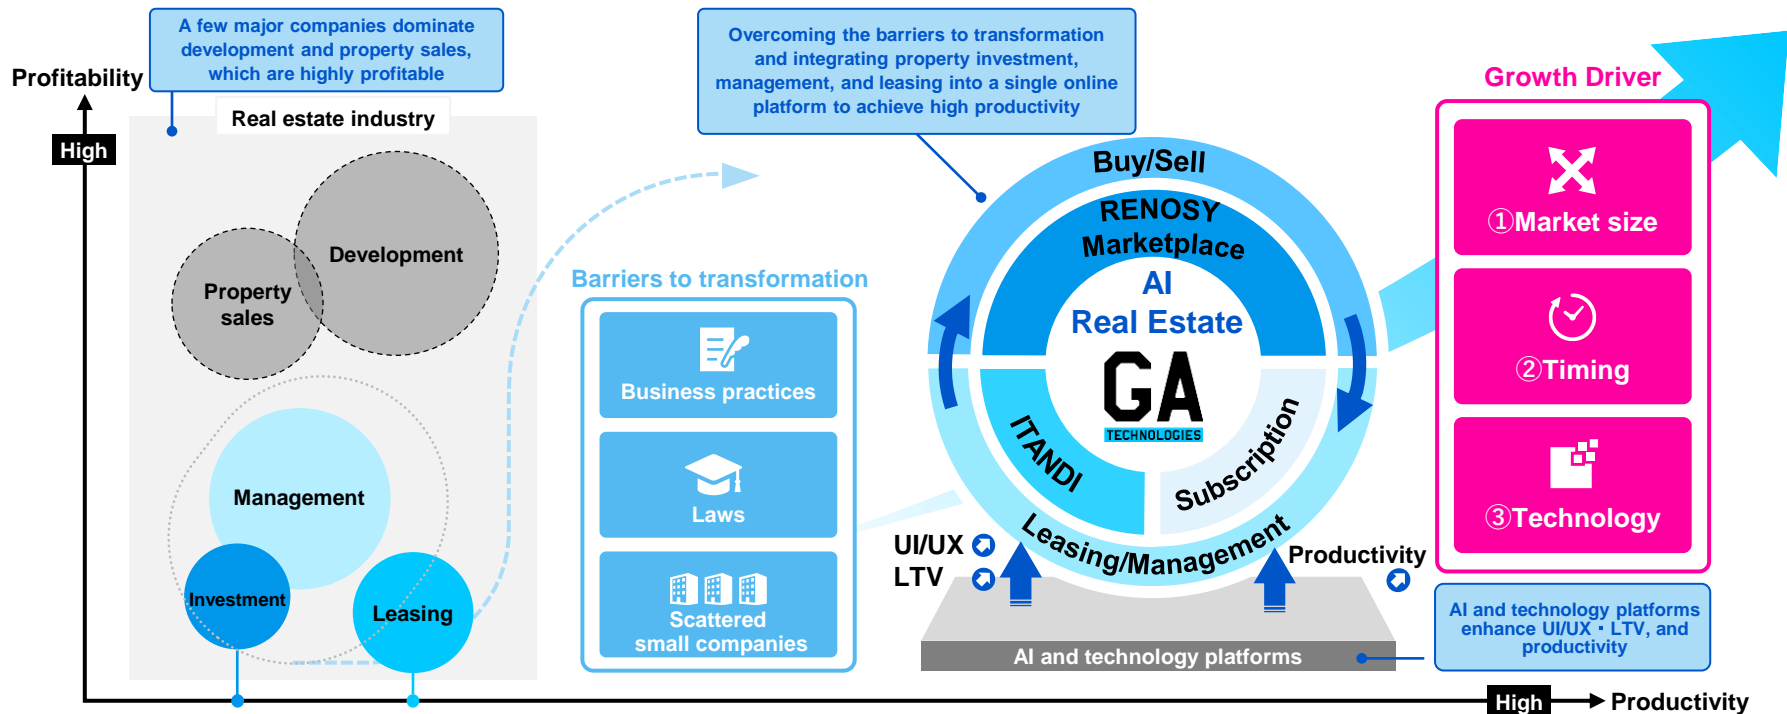 A few major companies dominate
development and property sales,
which are highly profitable
Profitability
High
Real estate industry
Development
Property
sales
Management
Investment
Leasing
Barriers to transformation
Business practices
Laws
Scattered
small companies
Overcoming the barriers to transformation
and integrating property investment,
management, and leasing into a single online
platform to achieve high productivity
Buy/Sell
RENOSY
Marketplace
AI
Real Estate
GA
TECHNOLOGIES
ITANDI
Subscription
Leasing/Management
UI/UX
LTV
Productivity
AI and technology platforms
Growth Driver
①Market size
②Timing
③Technology
AI and technology platforms
enhance UI/UX・LTV, and
productivity
High
Productivity